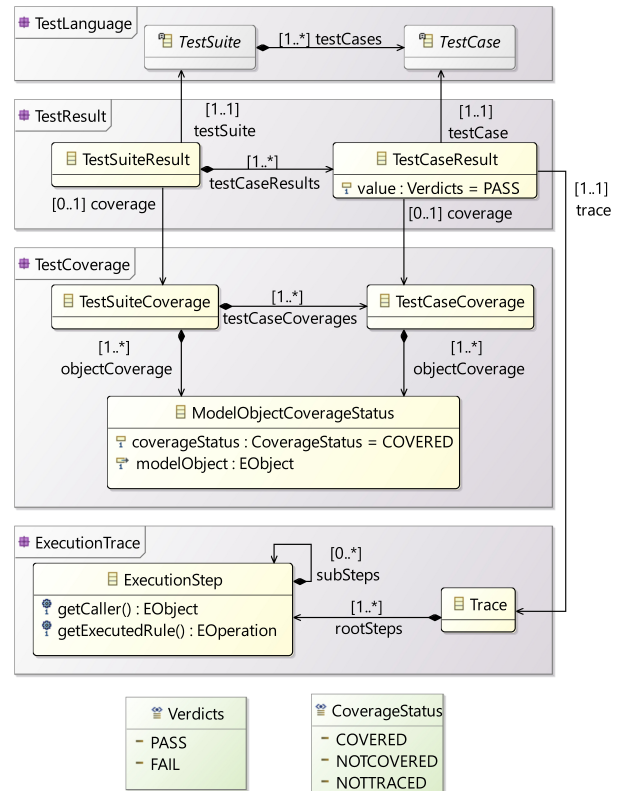 TestLanguage
TestSuite
[1..*] testCases
TestCase
[1..1]
testSuite
[1..1]
testCase
TestResult
TestSuiteResult
[1..*]
testCaseResults
TestCaseResult
value : Verdicts = PASS
[1..1]
trace
[0..1] coverage
[0..1] coverage
TestCoverage
TestSuiteCoverage
[1..*]
testCaseCoverages
TestCaseCoverage
[1..*]
objectCoverage
[1..*]
objectCoverage
ModelObjectCoverageStatus
coverageStatus : CoverageStatus = COVERED
modelObject : EObject
ExecutionTrace
ExecutionStep
getCaller() : EObject
getExecutedRule() : EOperation
[0..*]
subSteps
[1..*]
rootSteps
Trace
Verdicts
PASS
FAIL
CoverageStatus
COVERED
NOTCOVERED
NOTTRACED